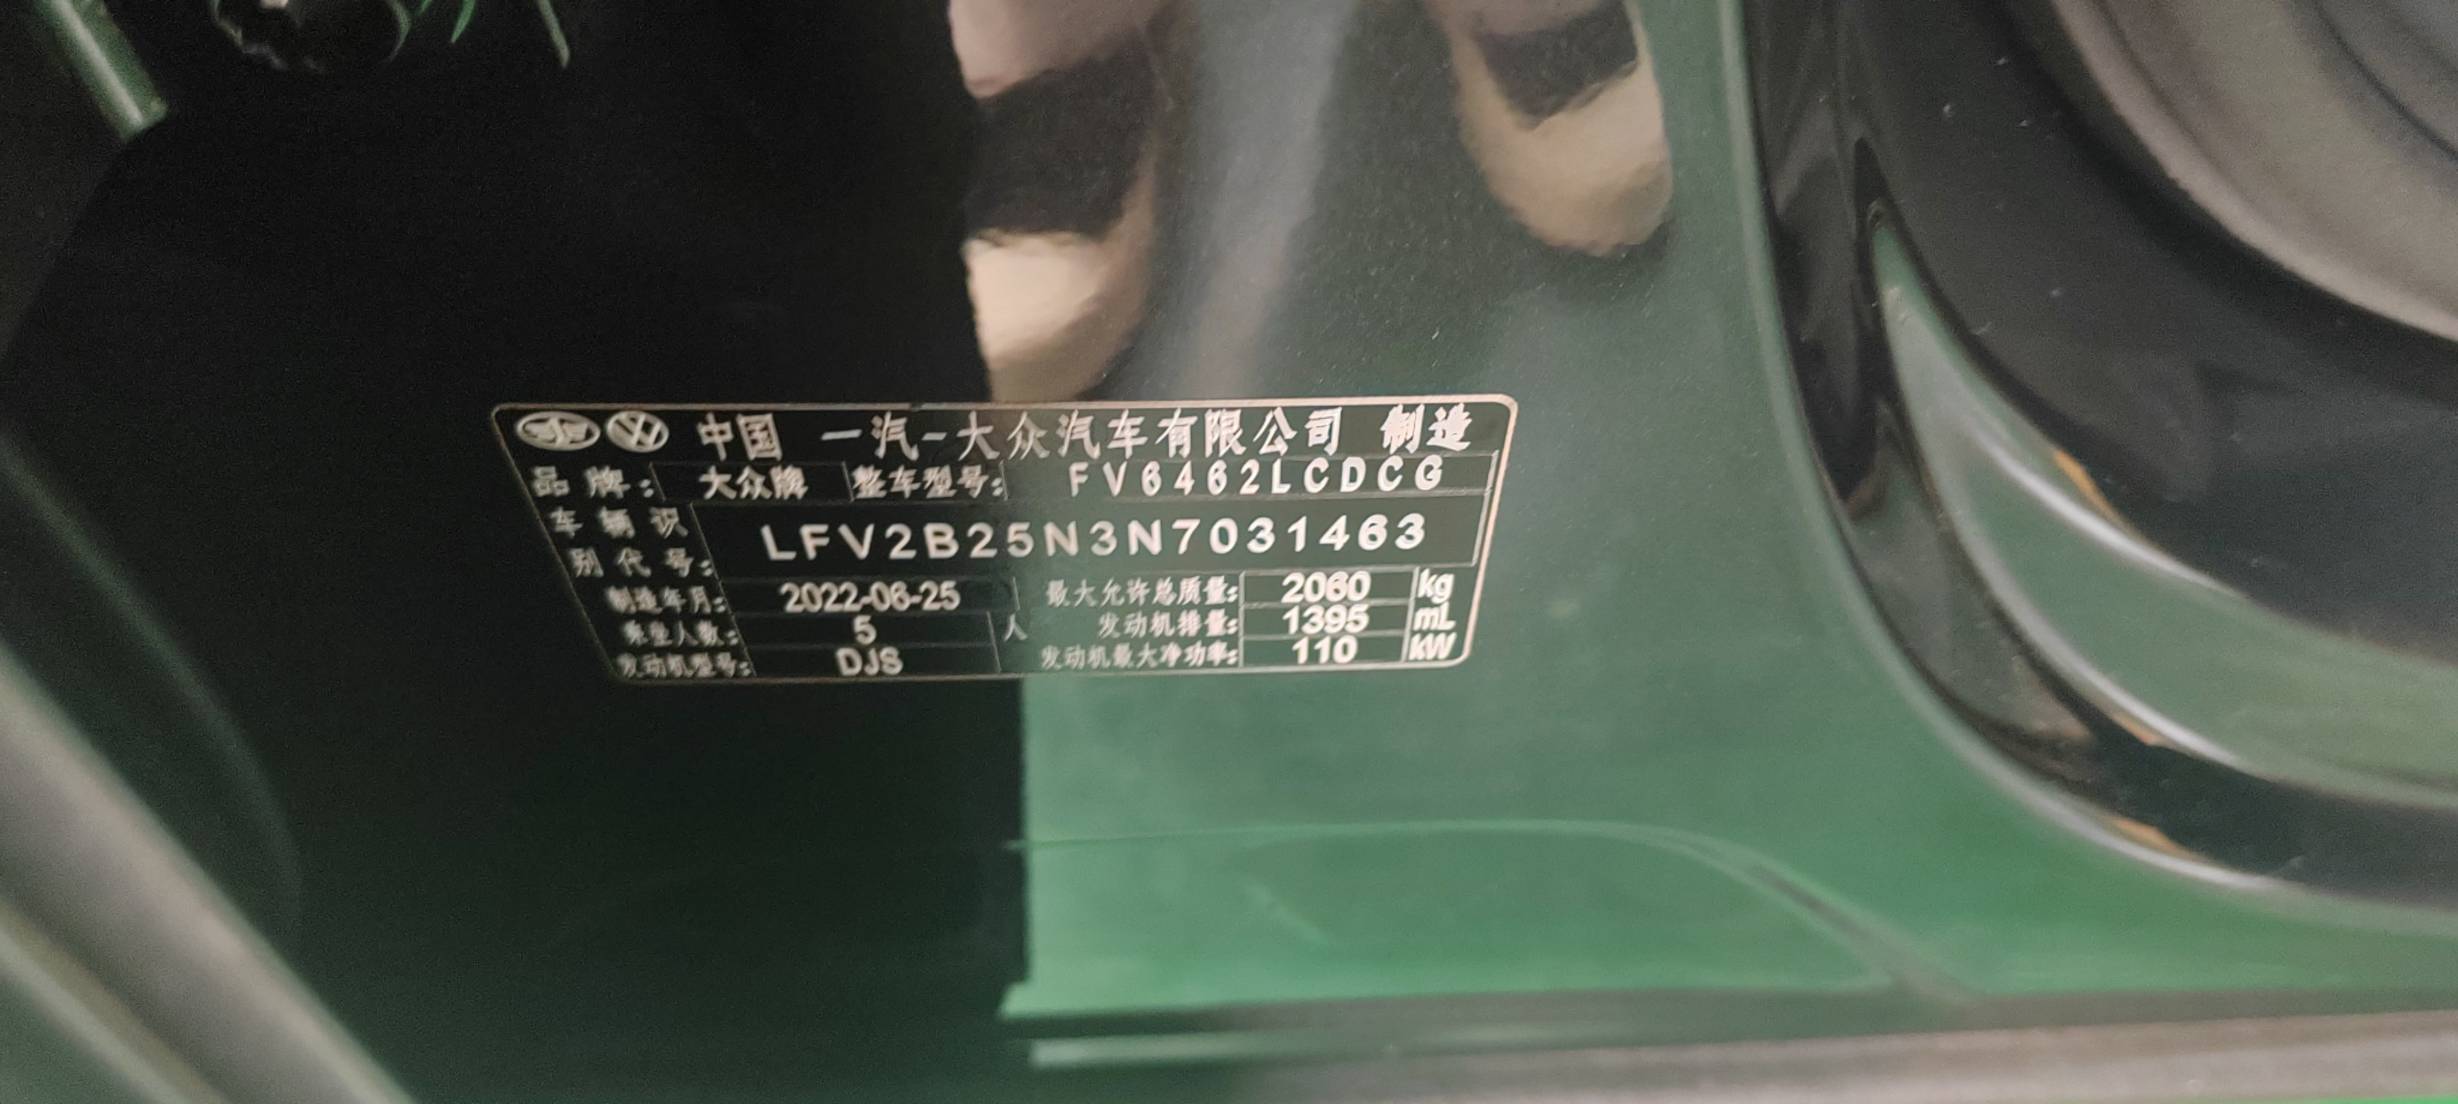 中国 一汽-大众汽车有限公司 制造
品牌: 大众牌 整车型号: FV6462LCDCG
车辆识别代号: LFV2B25N3N7031463
制造年月: 2022-06-25 最大允许总质量: 2060 kg
乘坐人数: 5 人 发动机排量: 1395 mL
发动机型号: DJS 发动机最大净功率: 110 kW